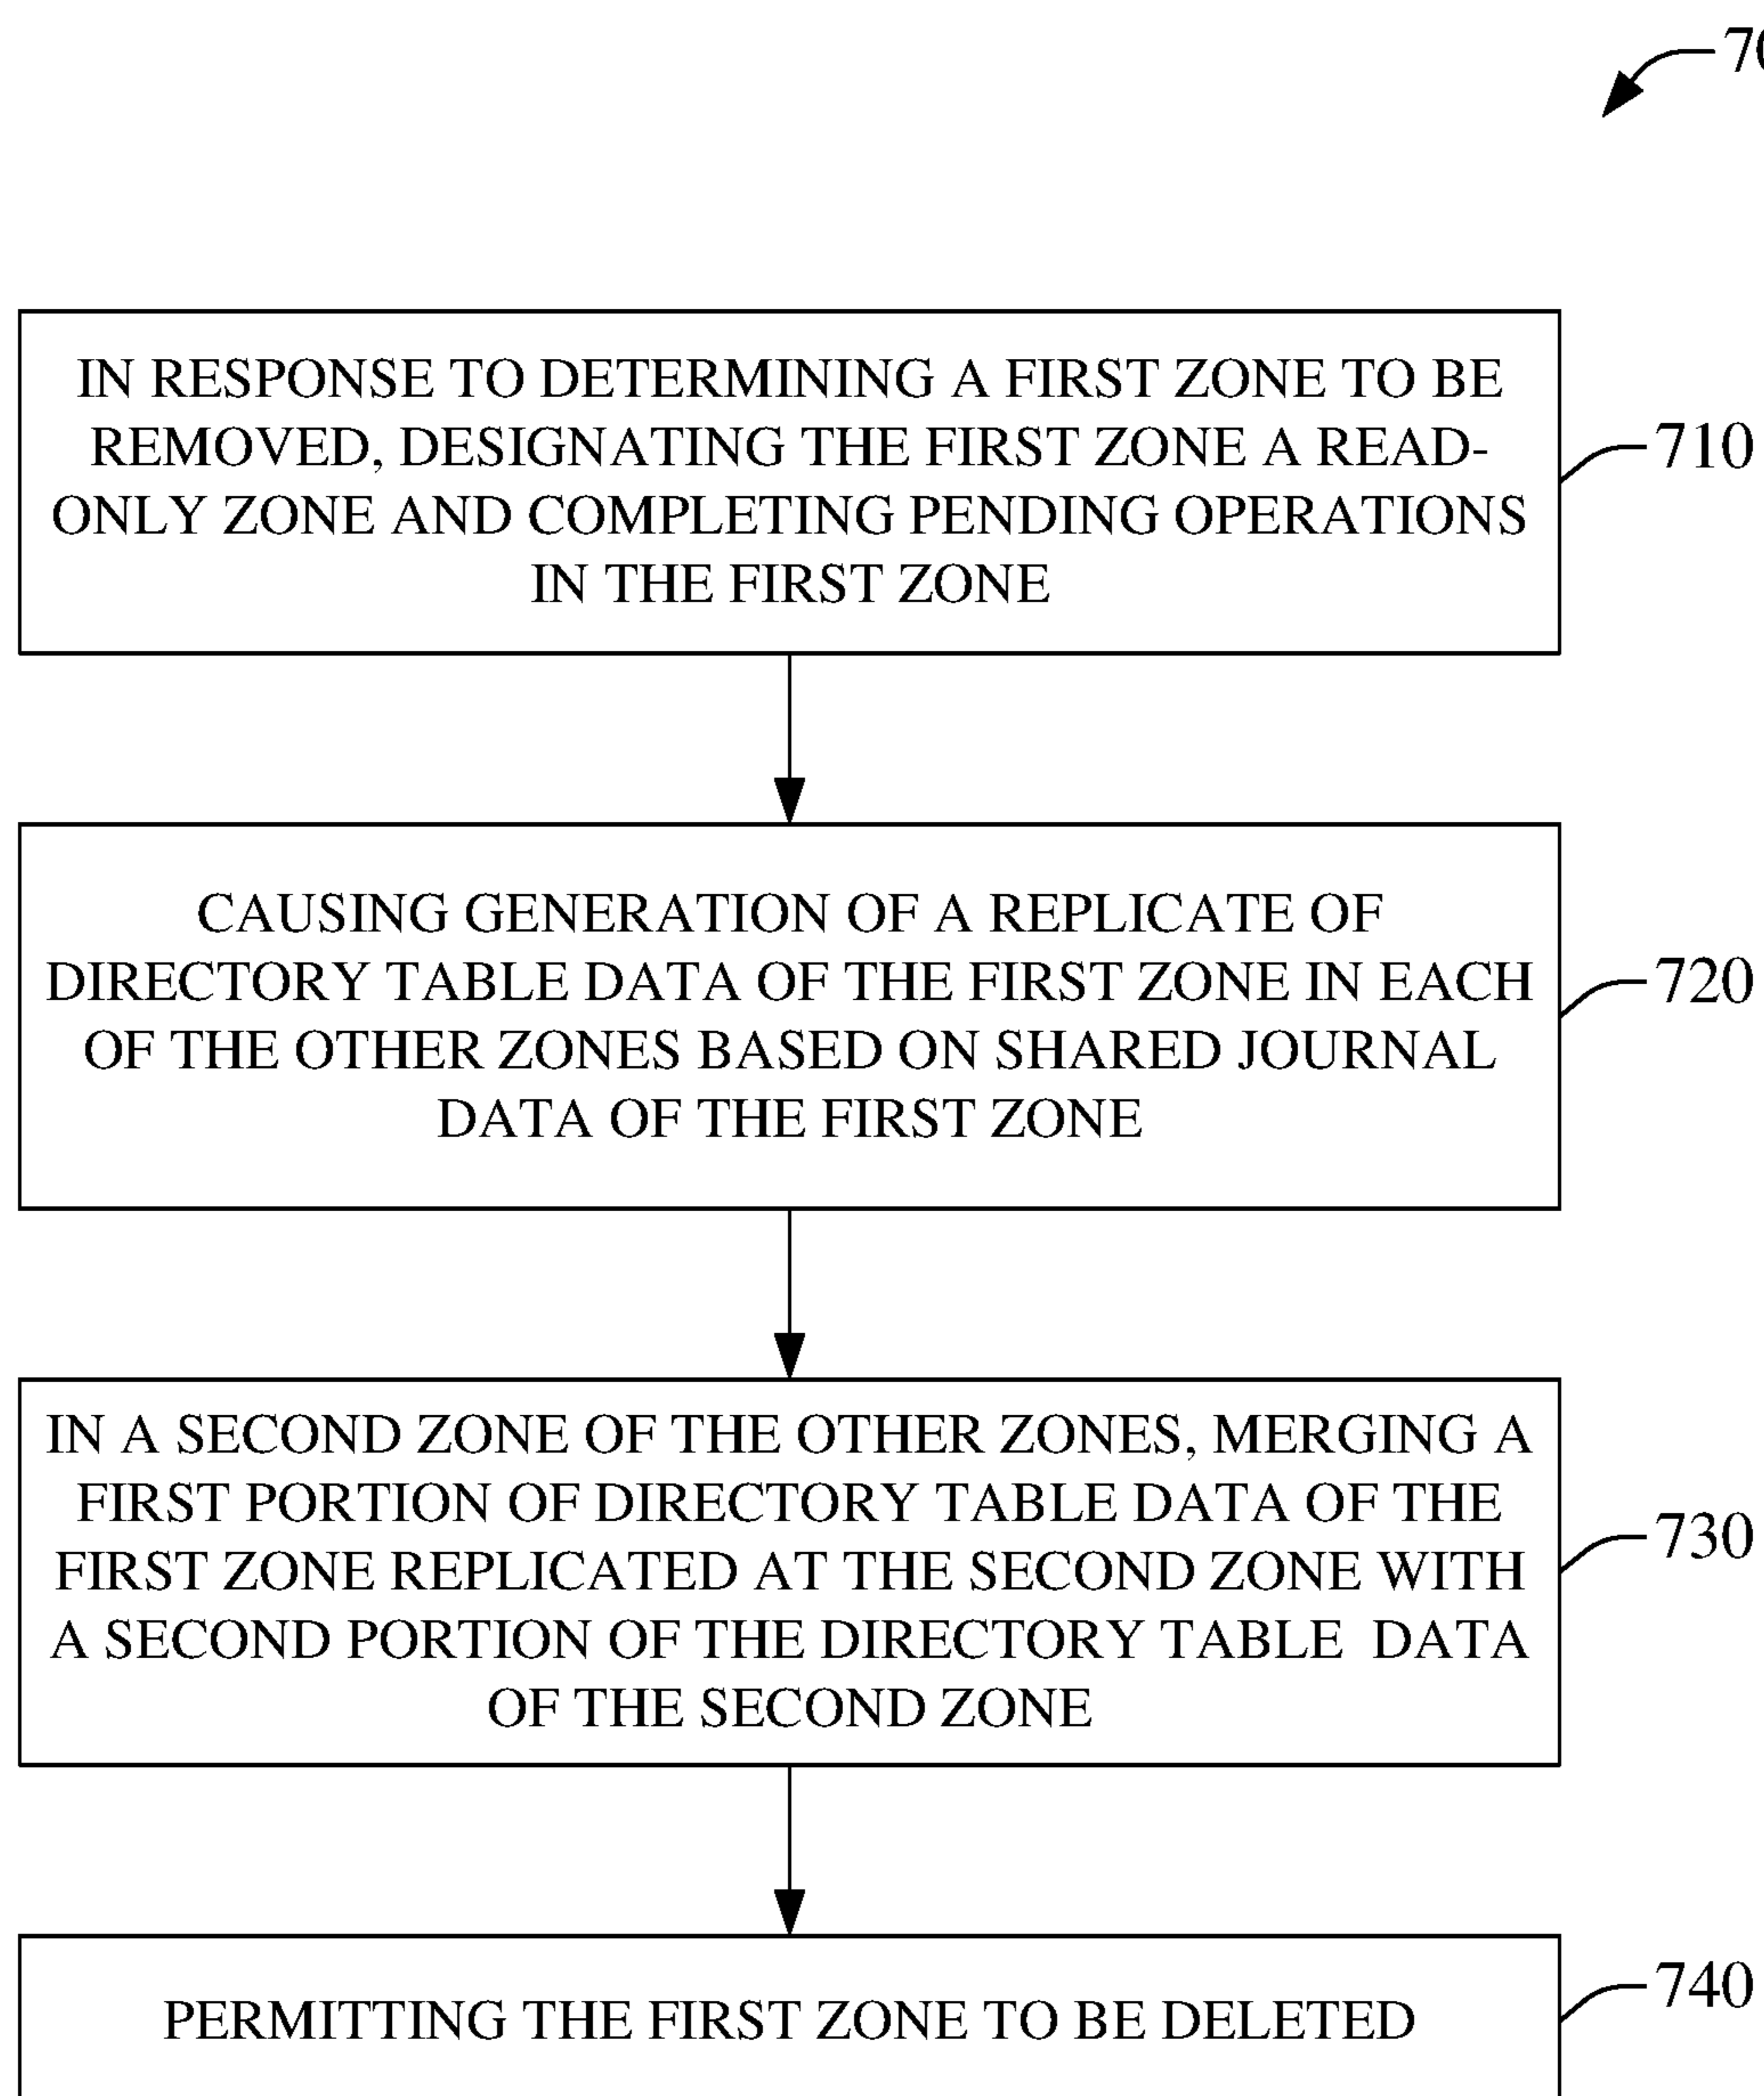 IN RESPONSE TO DETERMINING A FIRST ZONE TO BE
REMOVED, DESIGNATING THE FIRST ZONE A READ-
ONLY ZONE AND COMPLETING PENDING OPERATIONS
IN THE FIRST ZONE
710
CAUSING GENERATION OF A REPLICATE OF
DIRECTORY TABLE DATA OF THE FIRST ZONE IN EACH
OF THE OTHER ZONES BASED ON SHARED JOURNAL
DATA OF THE FIRST ZONE
720
IN A SECOND ZONE OF THE OTHER ZONES, MERGING A
FIRST PORTION OF DIRECTORY TABLE DATA OF THE
FIRST ZONE REPLICATED AT THE SECOND ZONE WITH
A SECOND PORTION OF THE DIRECTORY TABLE DATA
OF THE SECOND ZONE
730
PERMITTING THE FIRST ZONE TO BE DELETED
740